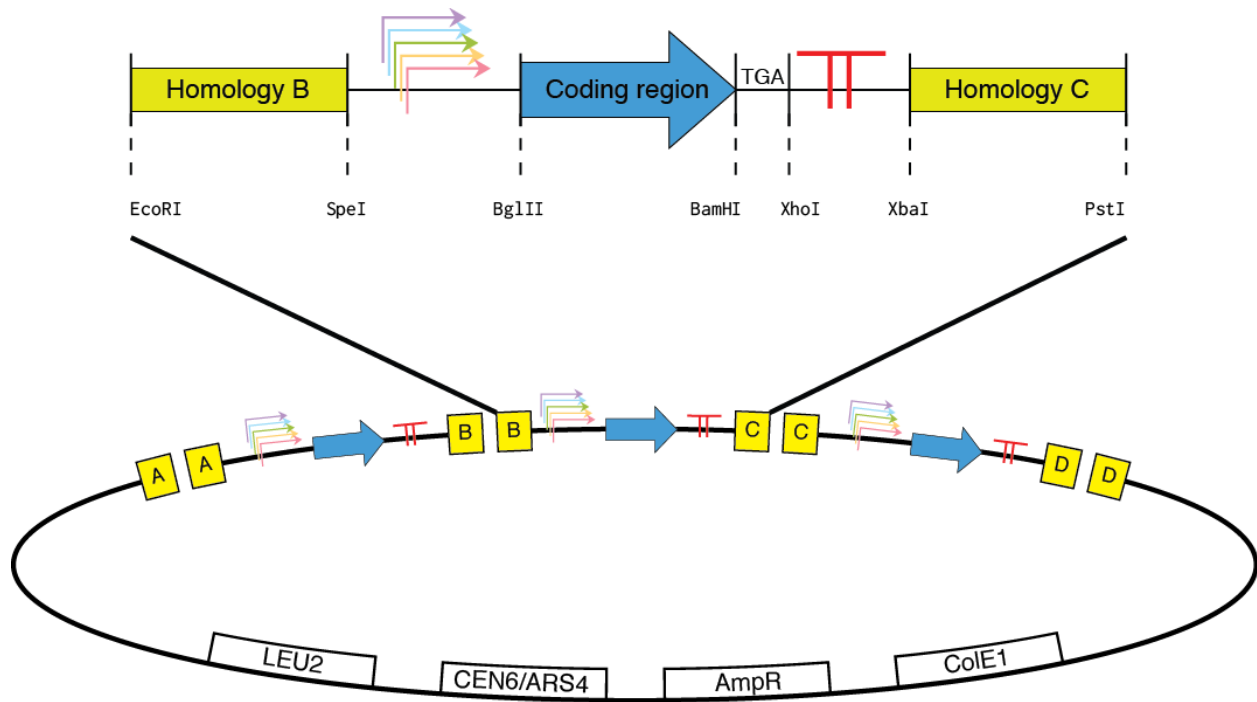 Homology B
Coding region
TGA
Homology C
EcoRI SpeI BglII BamHI XhoI XbaI PstI
A A B B C C D D
LEU2 CEN6/ARS4 AmpR ColE1